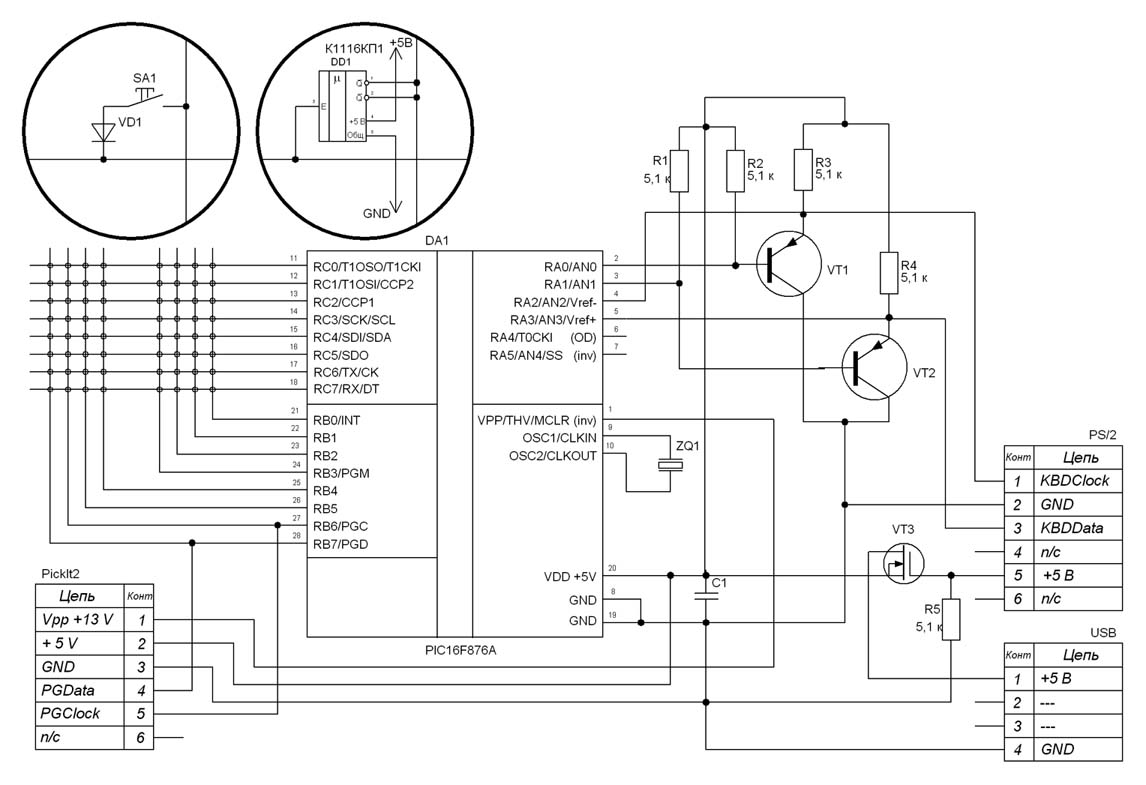 SA1
VD1
К1116КП1
DD1
+5В
μ
1
Q
2
Q
3
E
4
+5 В
5
Общ
GND
DA1
11
RC0/T1OSO/T1CKI
12
RC1/T1OSI/CCP2
13
RC2/CCP1
14
RC3/SCK/SCL
15
RC4/SDI/SDA
16
RC5/SDO
17
RC6/TX/CK
18
RC7/RX/DT
21
RB0/INT
22
RB1
23
RB2
24
RB3/PGM
25
RB4
26
RB5
27
RB6/PGC
28
RB7/PGD
RA0/AN0
2
RA1/AN1
3
RA2/AN2/Vref-
4
RA3/AN3/Vref+
5
RA4/T0CKI (OD)
6
RA5/AN4/SS (inv)
7
VPP/THV/MCLR (inv)
1
OSC1/CLKIN
9
OSC2/CLKOUT
10
VDD +5V
20
GND
8
GND
19
PIC16F876A
R1
5,1 к
R2
5,1 к
R3
5,1 к
R4
5,1 к
VT1
VT2
ZQ1
C1
VT3
R5
5,1 к
PS/2
Конт Цепь
1 KBDClock
2 GND
3 KBDData
4 n/c
5 +5 В
6 n/c
USB
Конт Цепь
1 +5 В
2 ---
3 ---
4 GND
PickIt2
Цепь Конт
Vpp +13 V 1
+ 5 V 2
GND 3
PGData 4
PGClock 5
n/c 6